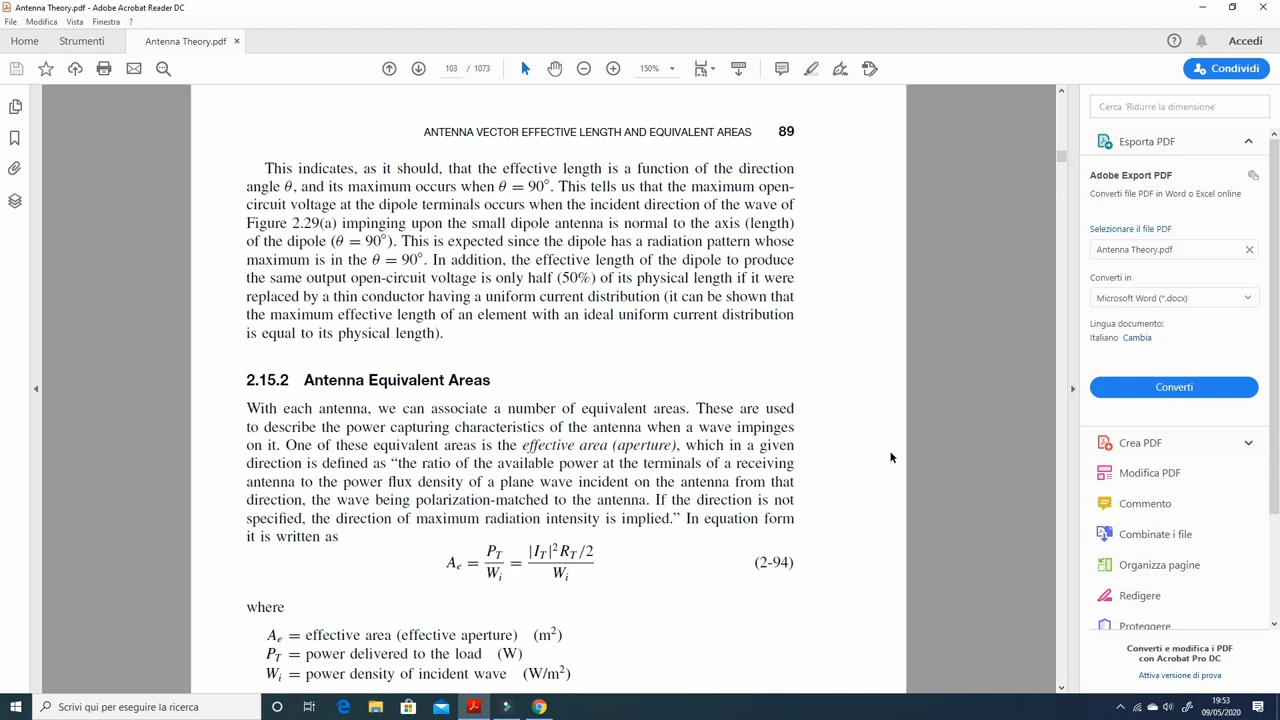 Antenna Theory.pdf - Adobe Acrobat Reader DC
File Modifica Vista Finestra ?
Home Strumenti Antenna Theory.pdf × Accedi
103 / 1073 150% Condividi
ANTENNA VECTOR EFFECTIVE LENGTH AND EQUIVALENT AREAS 89
This indicates, as it should, that the effective length is a function of the direction
angle θ, and its maximum occurs when θ = 90°. This tells us that the maximum open-
circuit voltage at the dipole terminals occurs when the incident direction of the wave of
Figure 2.29(a) impinging upon the small dipole antenna is normal to the axis (length)
of the dipole (θ = 90°). This is expected since the dipole has a radiation pattern whose
maximum is in the θ = 90°. In addition, the effective length of the dipole to produce
the same output open-circuit voltage is only half (50%) of its physical length if it were
replaced by a thin conductor having a uniform current distribution (it can be shown that
the maximum effective length of an element with an ideal uniform current distribution
is equal to its physical length).
2.15.2 Antenna Equivalent Areas
With each antenna, we can associate a number of equivalent areas. These are used
to describe the power capturing characteristics of the antenna when a wave impinges
on it. One of these equivalent areas is the effective area (aperture), which in a given
direction is defined as “the ratio of the available power at the terminals of a receiving
antenna to the power flux density of a plane wave incident on the antenna from that
direction, the wave being polarization-matched to the antenna. If the direction is not
specified, the direction of maximum radiation intensity is implied.” In equation form
it is written as
A_e = P_T / W_i = |I_T|² R_T/2 / W_i (2-94)
where
A_e = effective area (effective aperture) (m²)
P_T = power delivered to the load (W)
W_i = power density of incident wave (W/m²)
Cerca 'Ridurre la dimensione'
Esporta PDF
Adobe Export PDF
Converti file PDF in Word o Excel online
Selezionare il file PDF
Antenna Theory.pdf ×
Converti in
Microsoft Word (*.docx)
Lingua documento:
Italiano Cambia
Converti
Crea PDF
Modifica PDF
Commento
Combinate i file
Organizza pagine
Redigere
Proteggere
Converti e modifica i PDF
con Acrobat Pro DC
Attiva versione di prova
Scrivi qui per eseguire la ricerca
19:53
09/05/2020